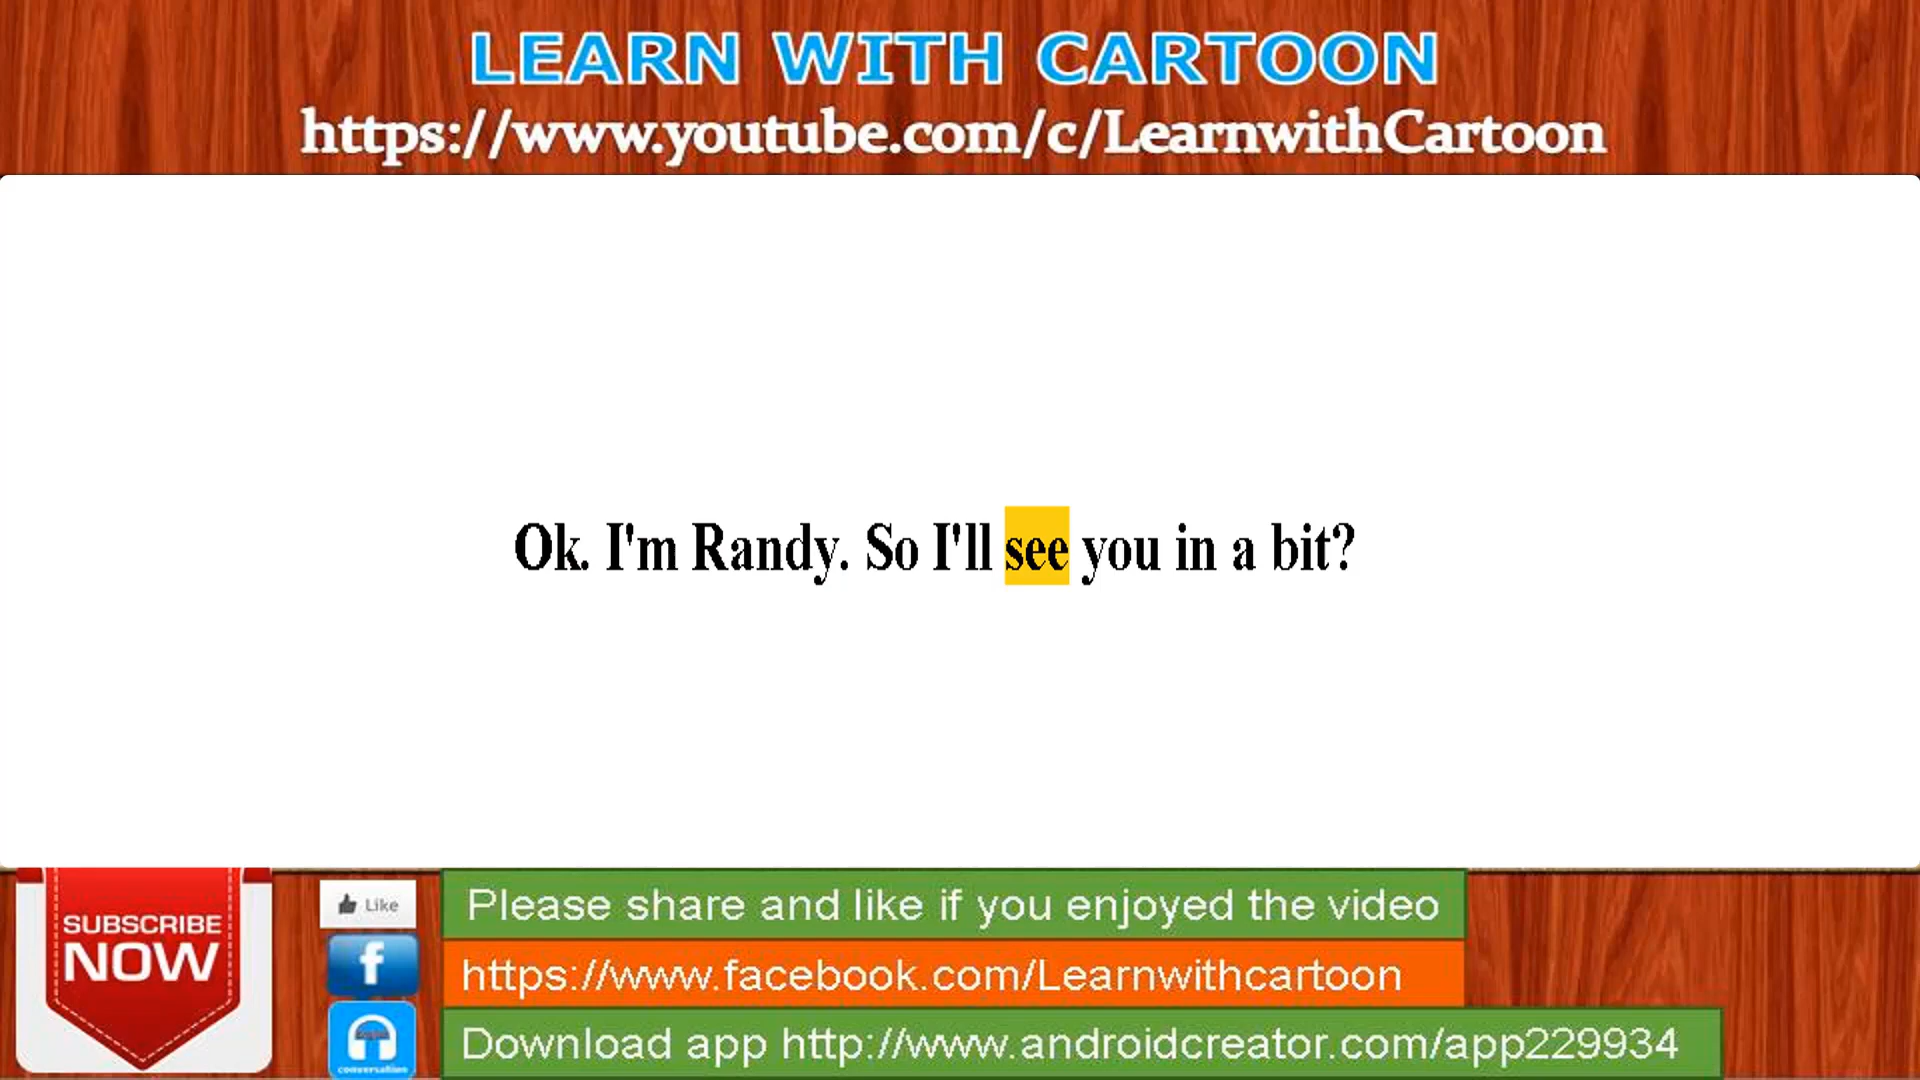 LEARN WITH CARTOON
https://www.youtube.com/c/LearnwithCartoon
Ok. I'm Randy. So I'll see you in a bit?
SUBSCRIBE
NOW
Like
Please share and like if you enjoyed the video
f
https://www.facebook.com/Learnwithcartoon
Download app http://www.androidcreator.com/app229934
conversation